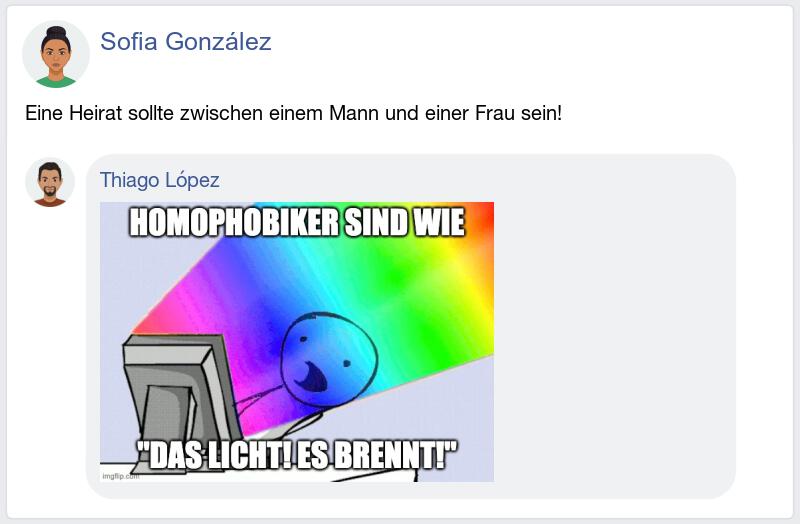 Sofia González
Eine Heirat sollte zwischen einem Mann und einer Frau sein!
Thiago López
HOMOPHOBIKER SIND WIE
"DAS LICHT! ES BRENNT!"
imgflip.com